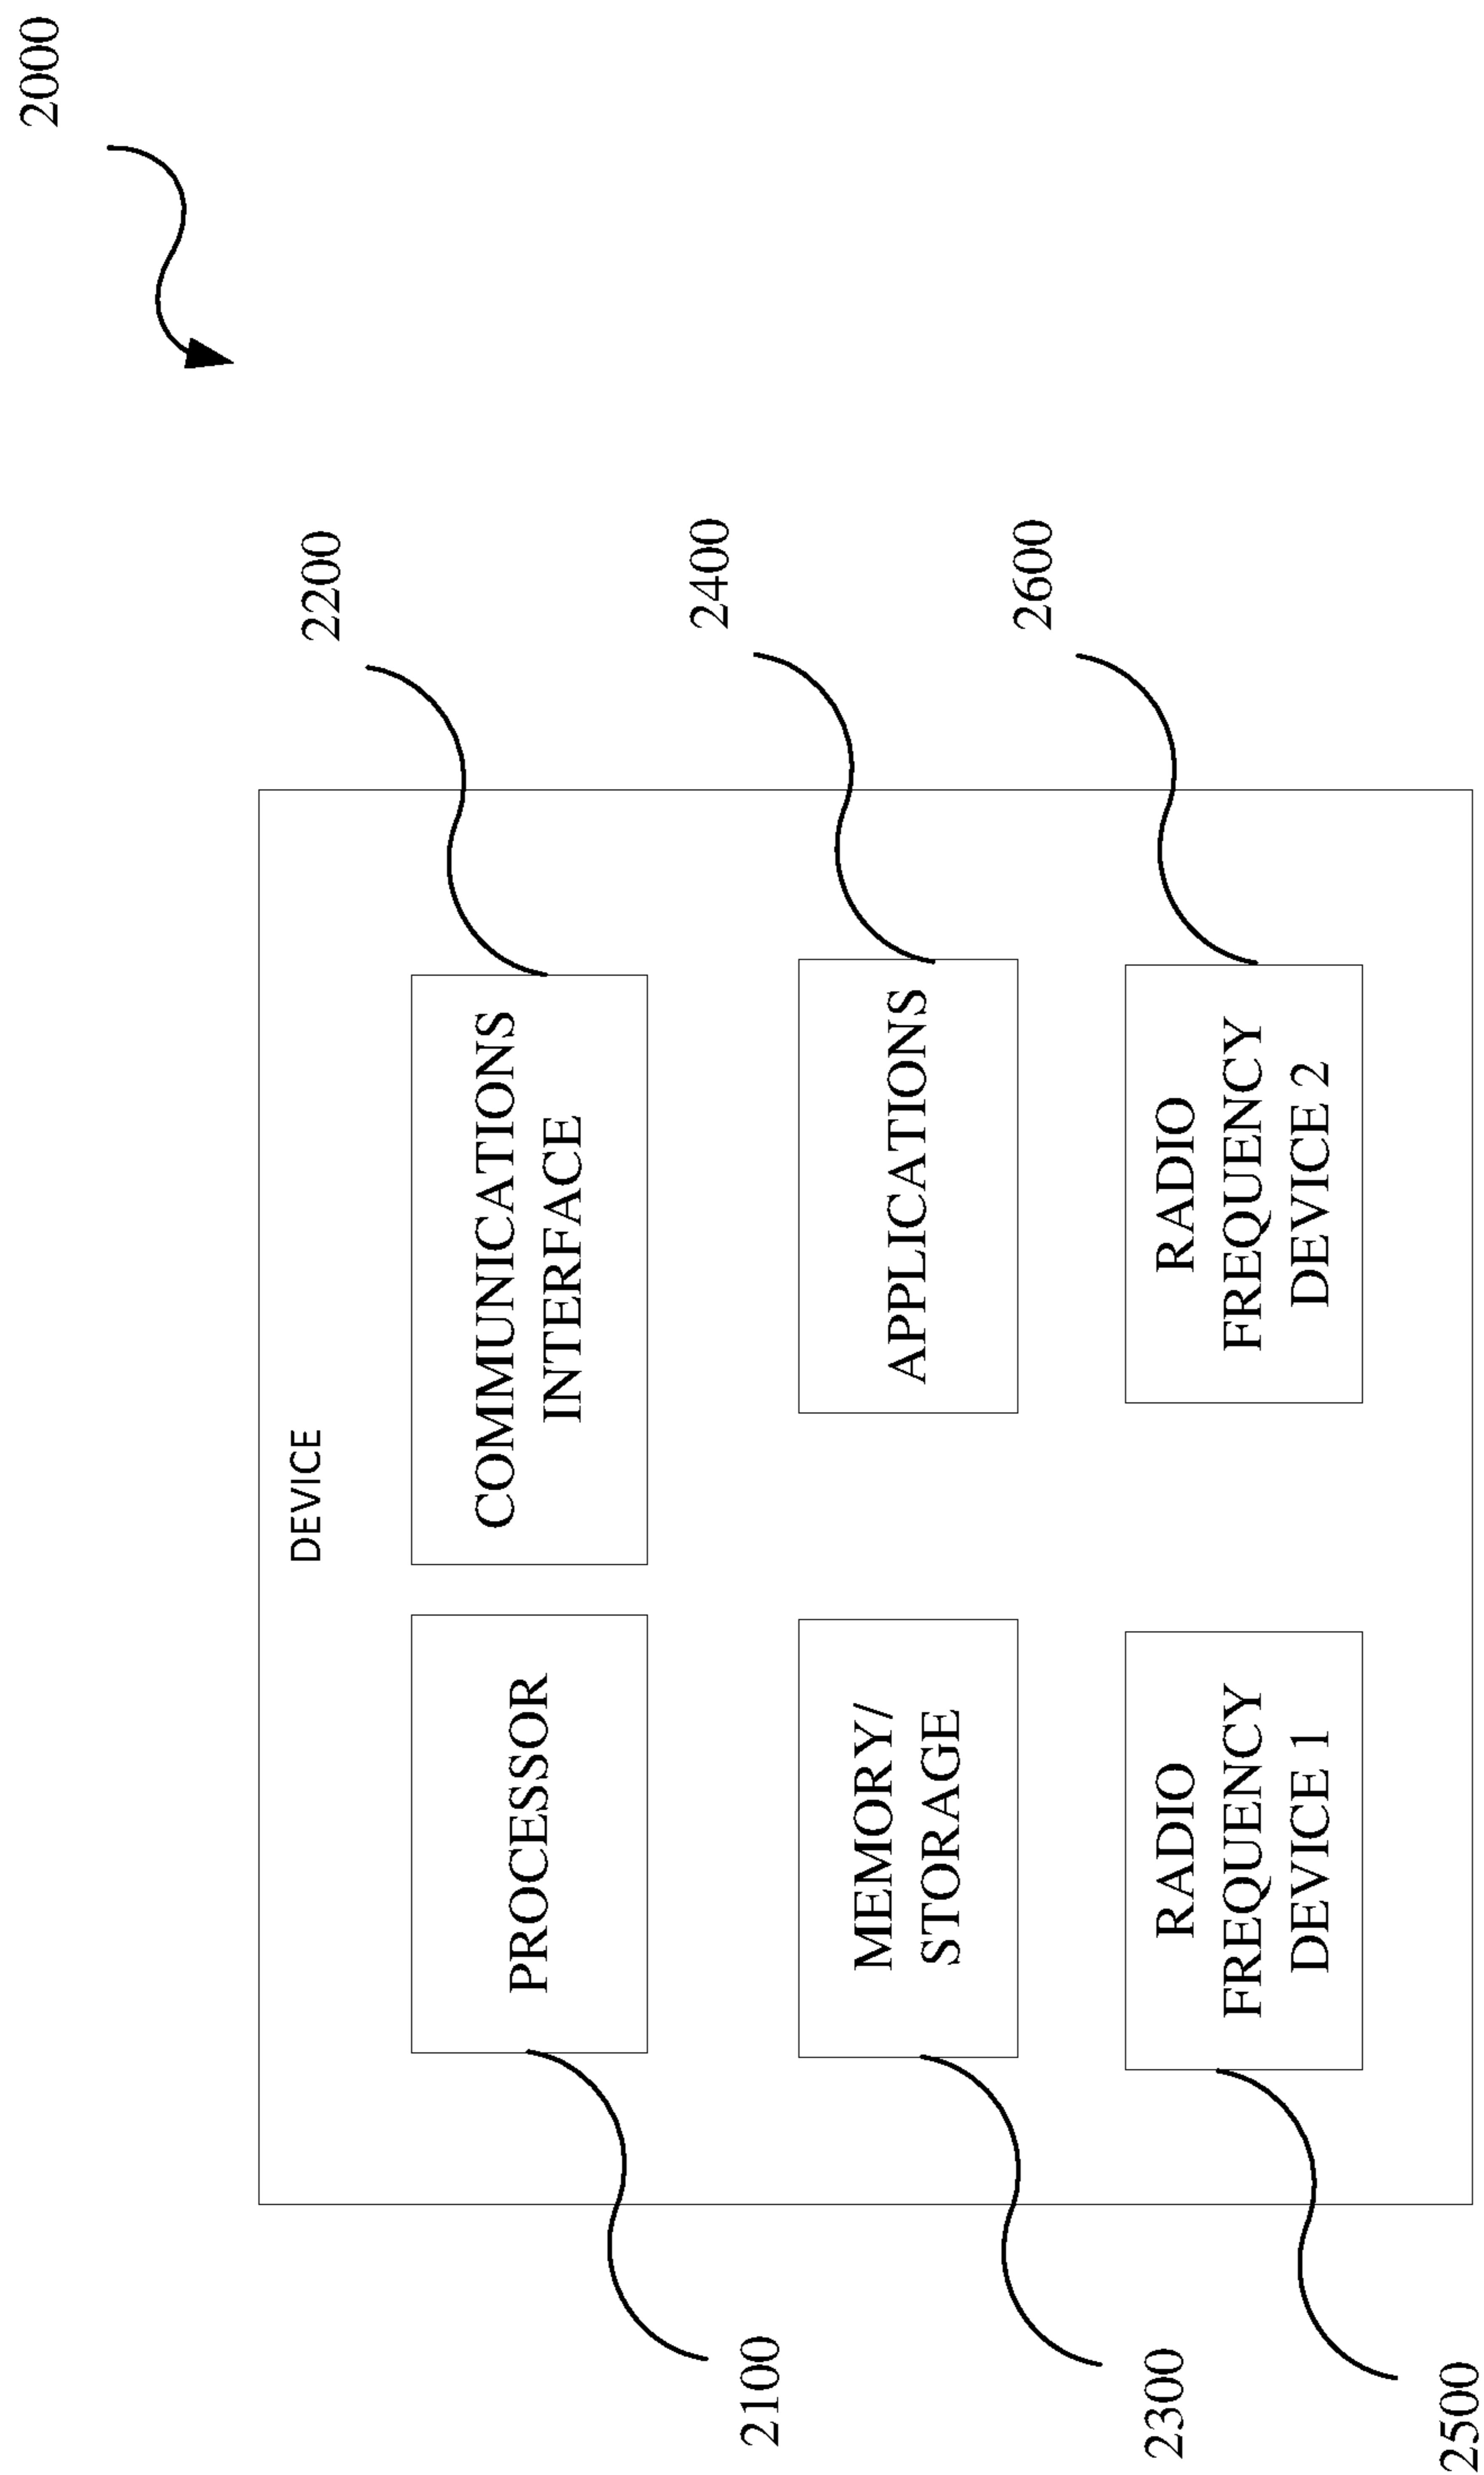 2000
DEVICE
2200
PROCESSOR
COMMUNICATIONS
INTERFACE
2100
2400
MEMORY/
STORAGE
APPLICATIONS
2300
2600
RADIO
FREQUENCY
DEVICE 1
RADIO
FREQUENCY
DEVICE 2
2500